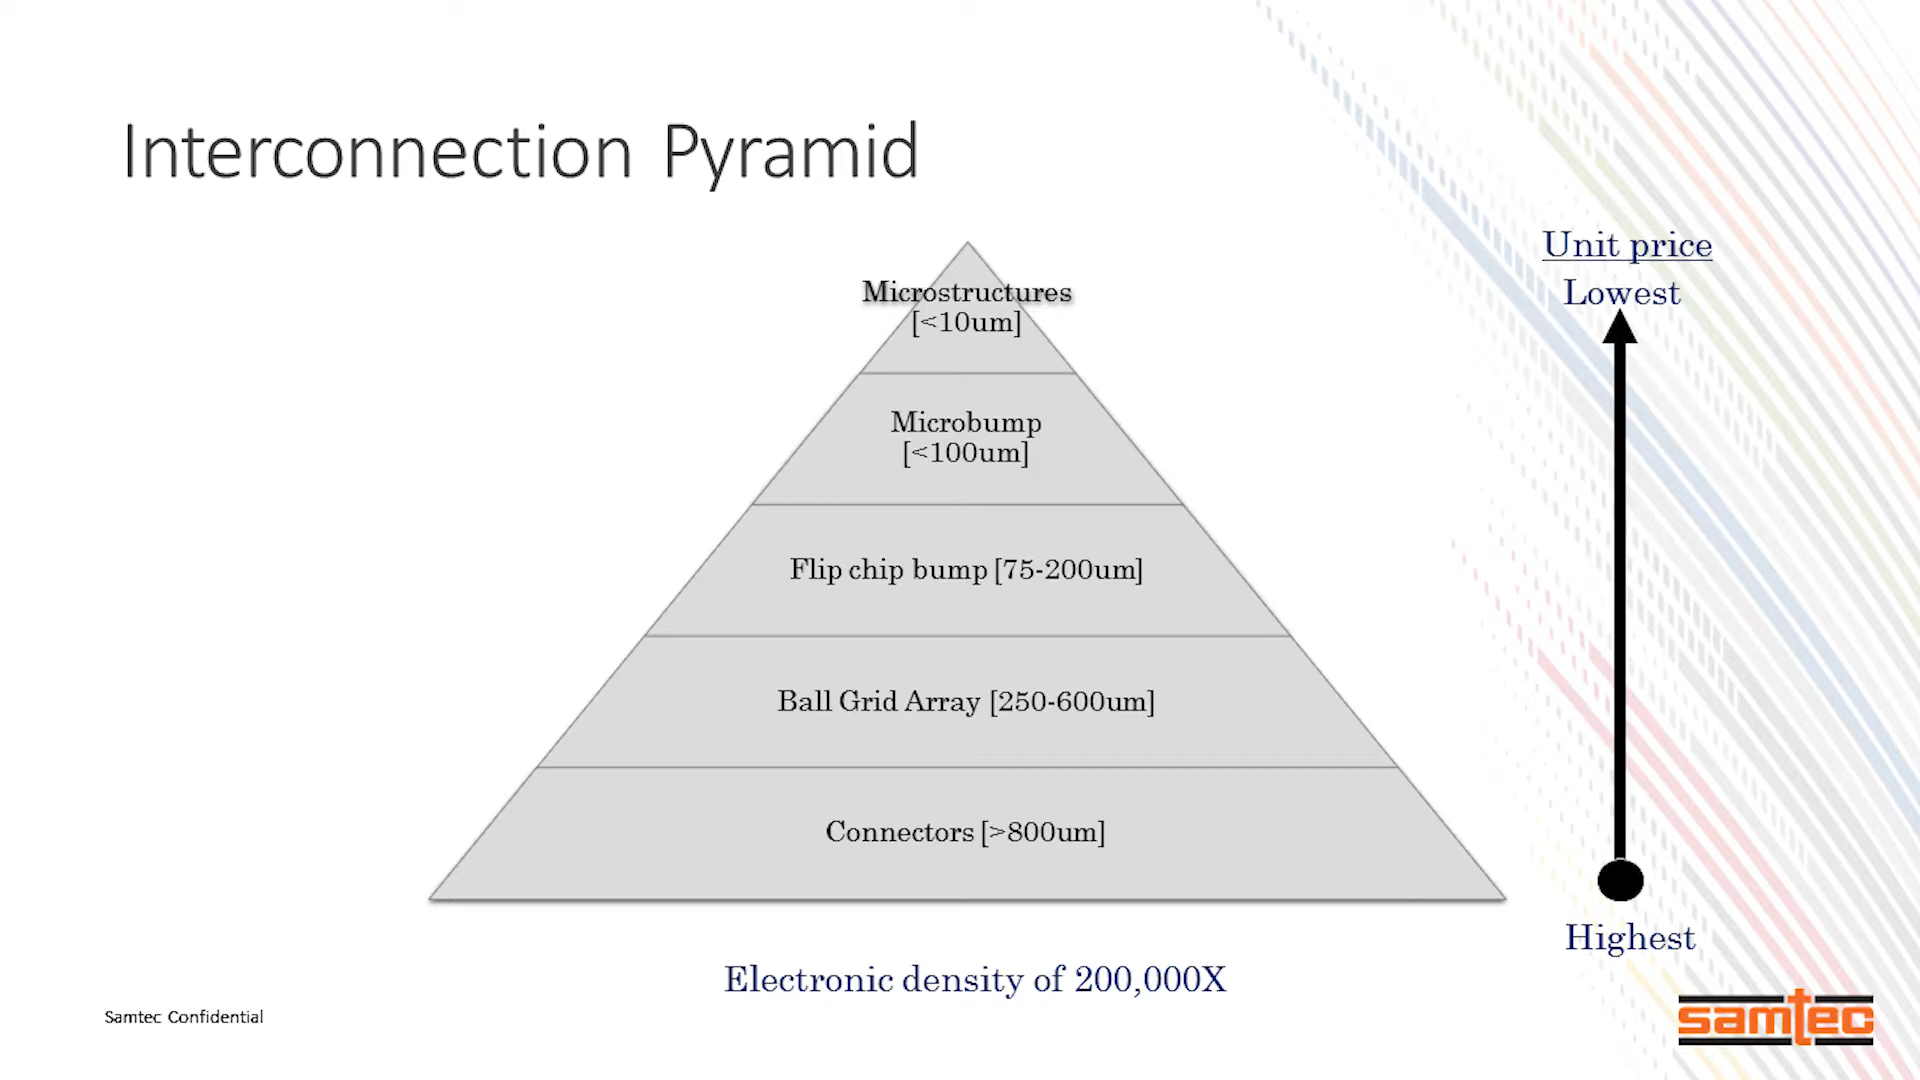 Interconnection Pyramid
Unit price
Lowest
Microstructures
[<10um]
Microbump
[<100um]
Flip chip bump [75-200um]
Ball Grid Array [250-600um]
Connectors [>800um]
Highest
Electronic density of 200,000X
Samtec Confidential
samtec